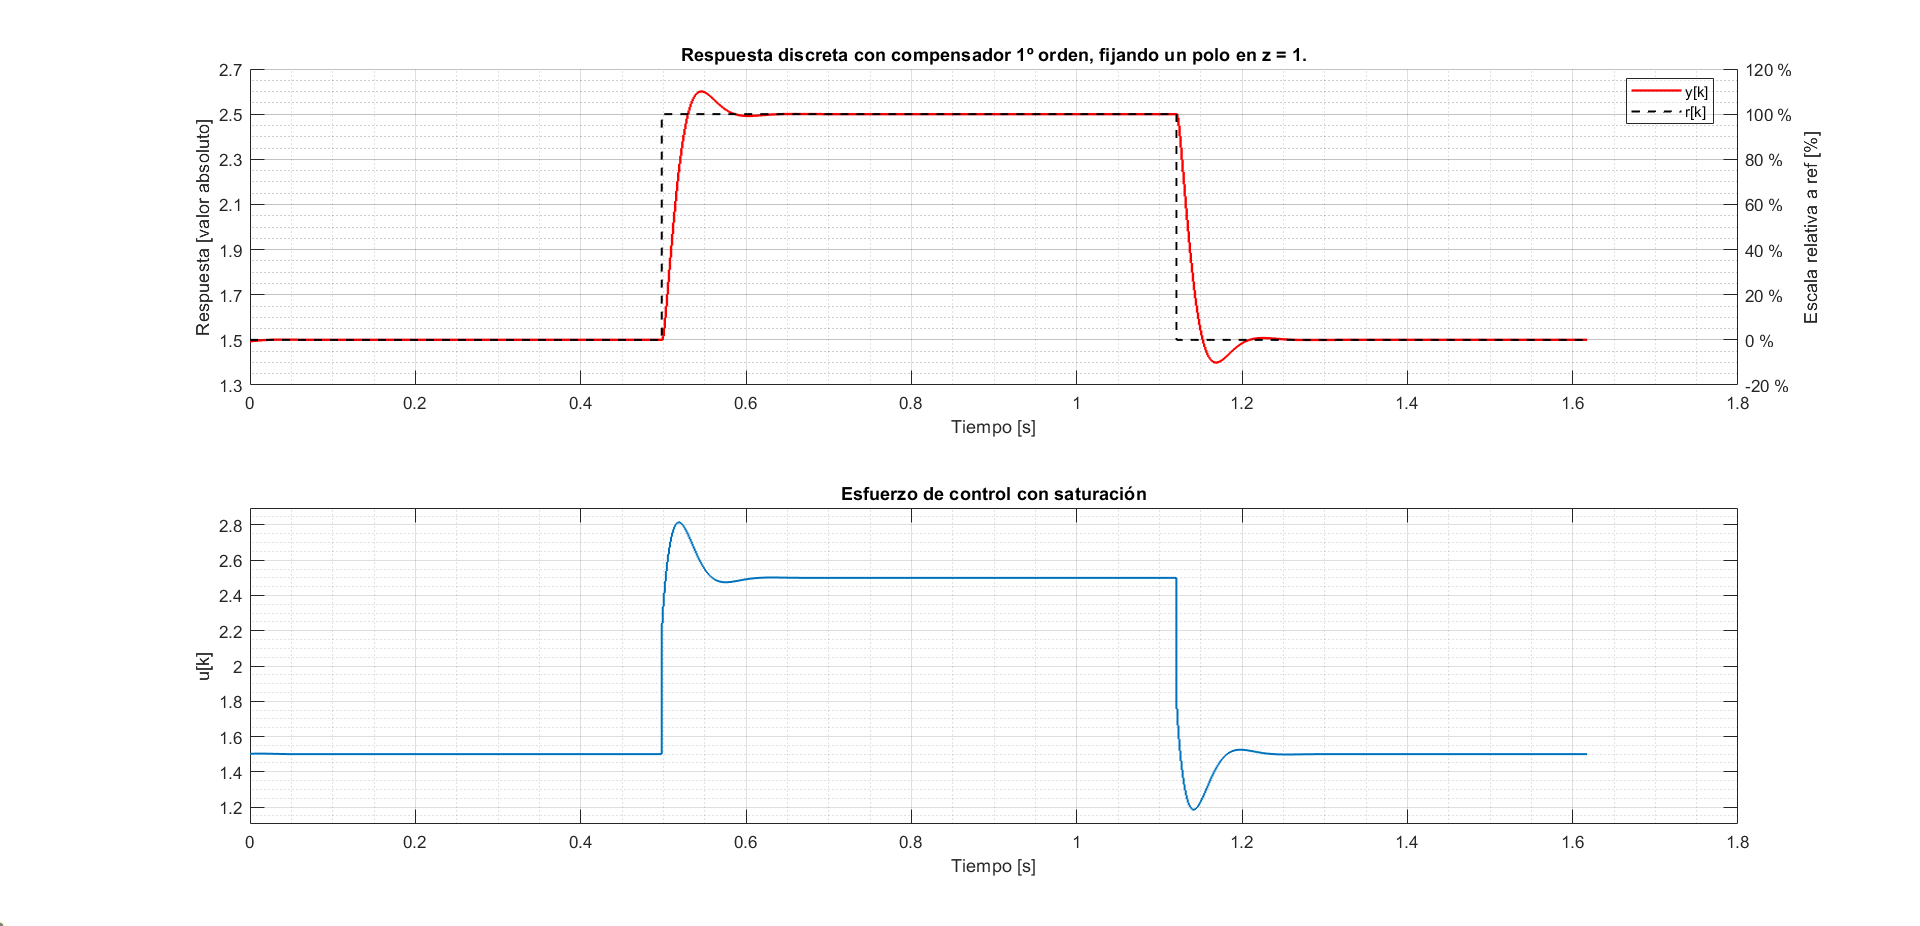 Respuesta discreta con compensador 1º orden, fijando un polo en z = 1.
2.7
2.5
2.3
2.1
1.9
1.7
1.5
1.3
Respuesta [valor absoluto]
120 %
100 %
80 %
60 %
40 %
20 %
0 %
-20 %
Escala relativa a ref [%]
y[k]
r[k]
0 0.2 0.4 0.6 0.8 1 1.2 1.4 1.6 1.8
Tiempo [s]
Esfuerzo de control con saturación
2.8
2.6
2.4
2.2
2
1.8
1.6
1.4
1.2
u[k]
0 0.2 0.4 0.6 0.8 1 1.2 1.4 1.6 1.8
Tiempo [s]